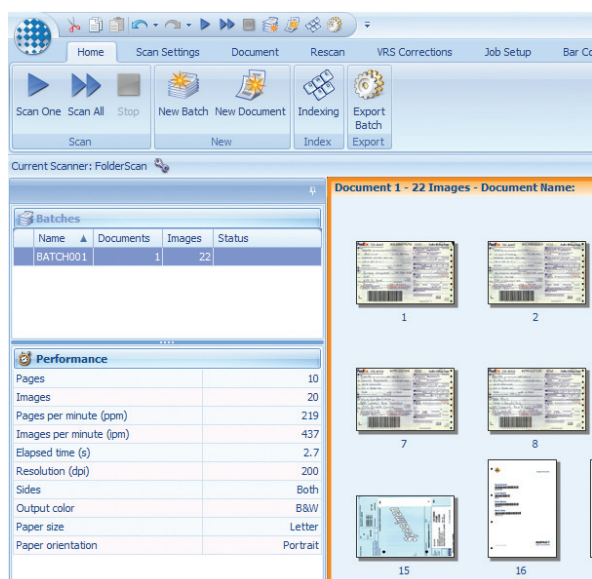 Home Scan Settings Document Rescan VRS Corrections Job Setup Bar Co
Scan One Scan All Stop New Batch New Document Indexing Export Batch
Scan New Index Export
Current Scanner: FolderScan
Document 1 - 22 Images - Document Name:
Batches
Name Documents Images Status
BATCH001 1 22
1 2
Performance
Pages 10
Images 20
Pages per minute (ppm) 219
Images per minute (ipm) 437
Elapsed time (s) 2.7
Resolution (dpi) 200
Sides Both
Output color B&W
Paper size Letter
Paper orientation Portrait
7 8
15 16